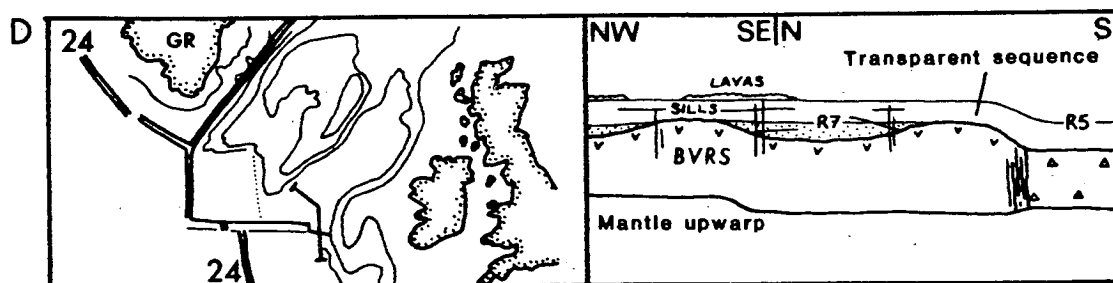 D
24
GR
24
NW
SE
N
S
Transparent sequence
LAVAS
SILLS
R7
R5
BVRS
Mantle upwarp